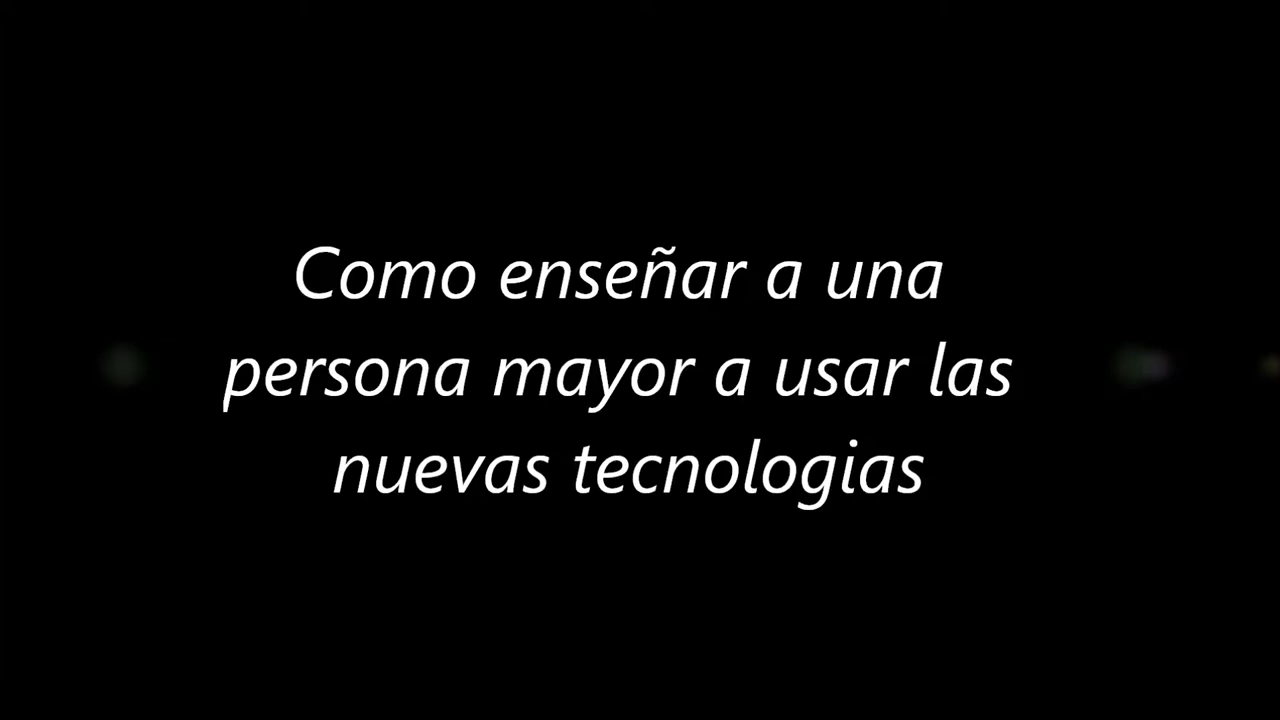 Como enseñar a una
persona mayor a usar las
nuevas tecnologias